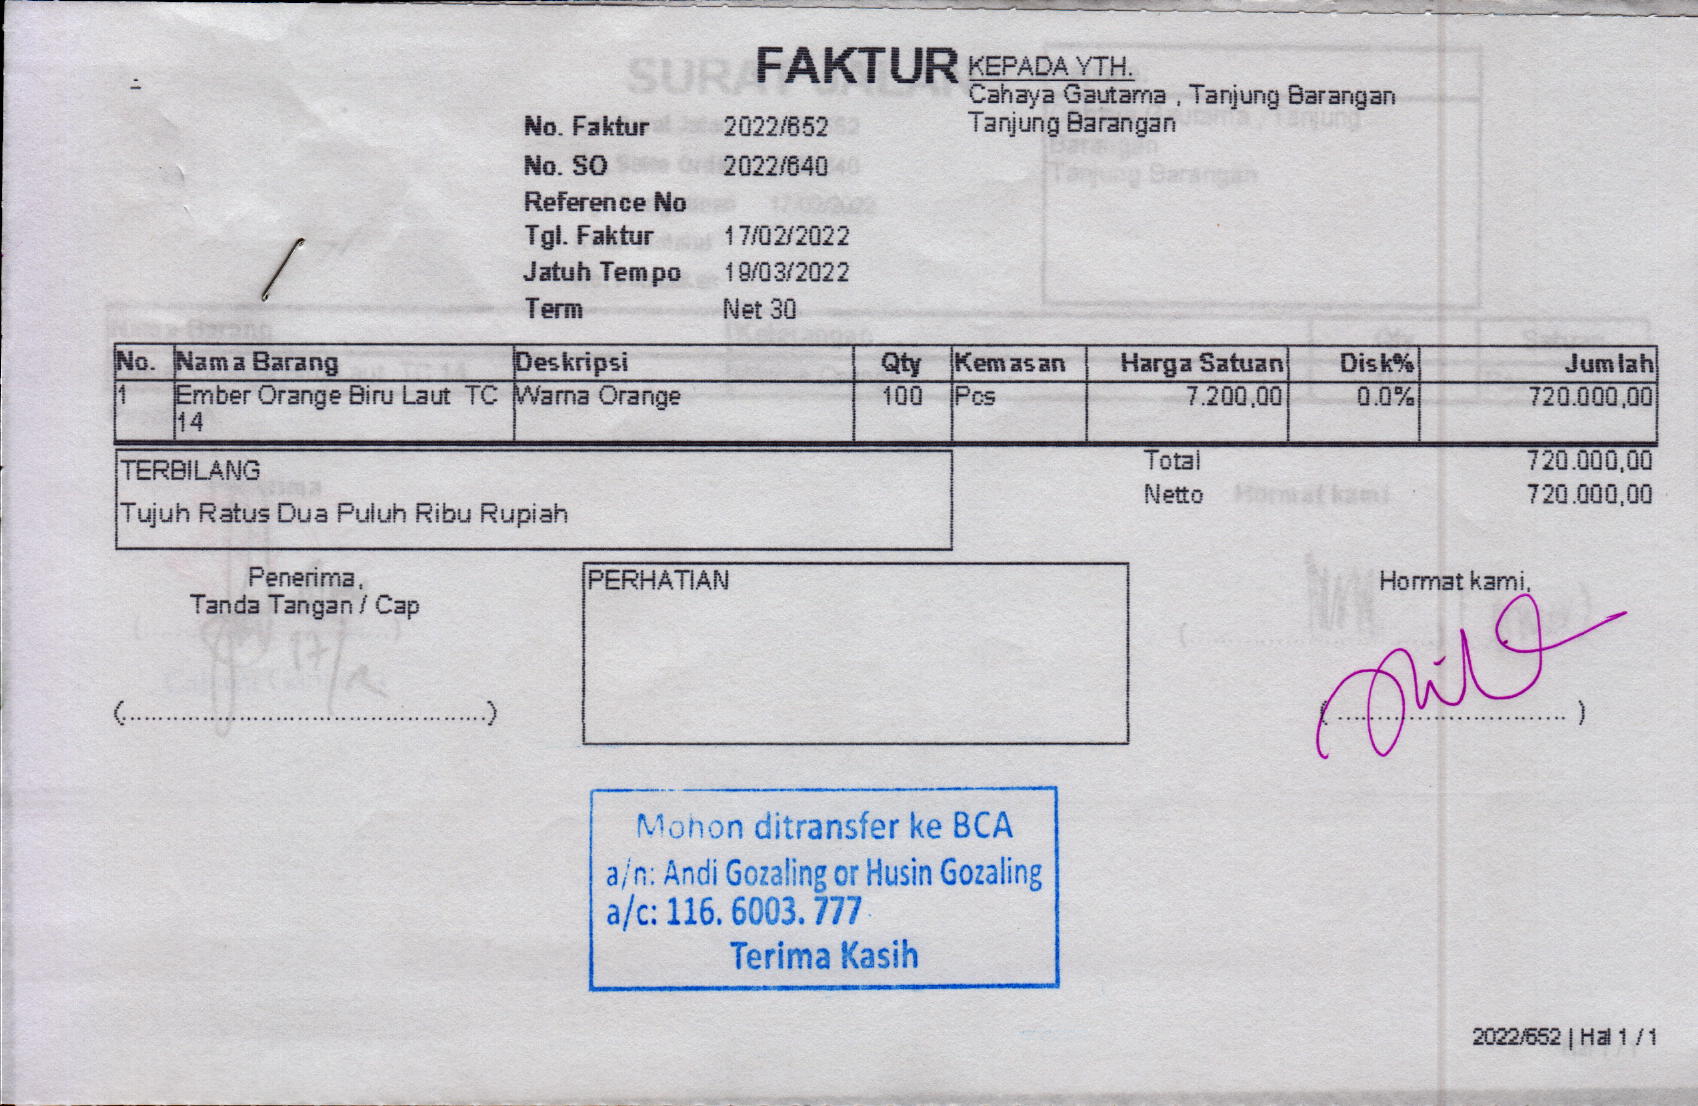 FAKTUR
KEPADA YTH.
Cahaya Gautama , Tanjung Barangan
Tanjung Barangan
No. Faktur 2022/652
No. SO 2022/640
Reference No
Tgl. Faktur 17/02/2022
Jatuh Tempo 19/03/2022
Term Net 30
No. Nama Barang Deskripsi Qty Kemasan Harga Satuan Disk% Jumlah
1 Ember Orange Biru Laut TC Warna Orange 100 Pcs 7.200,00 0.0% 720.000,00
14
TERBILANG
Tujuh Ratus Dua Puluh Ribu Rupiah
Total 720.000,00
Netto 720.000,00
Penerima,
Tanda Tangan / Cap
(............................................)
PERHATIAN
Hormat kami,
( ............................ )
Mohon ditransfer ke BCA
a/n: Andi Gozaling or Husin Gozaling
a/c: 116. 6003. 777
Terima Kasih
2022/652 | Hal 1 / 1